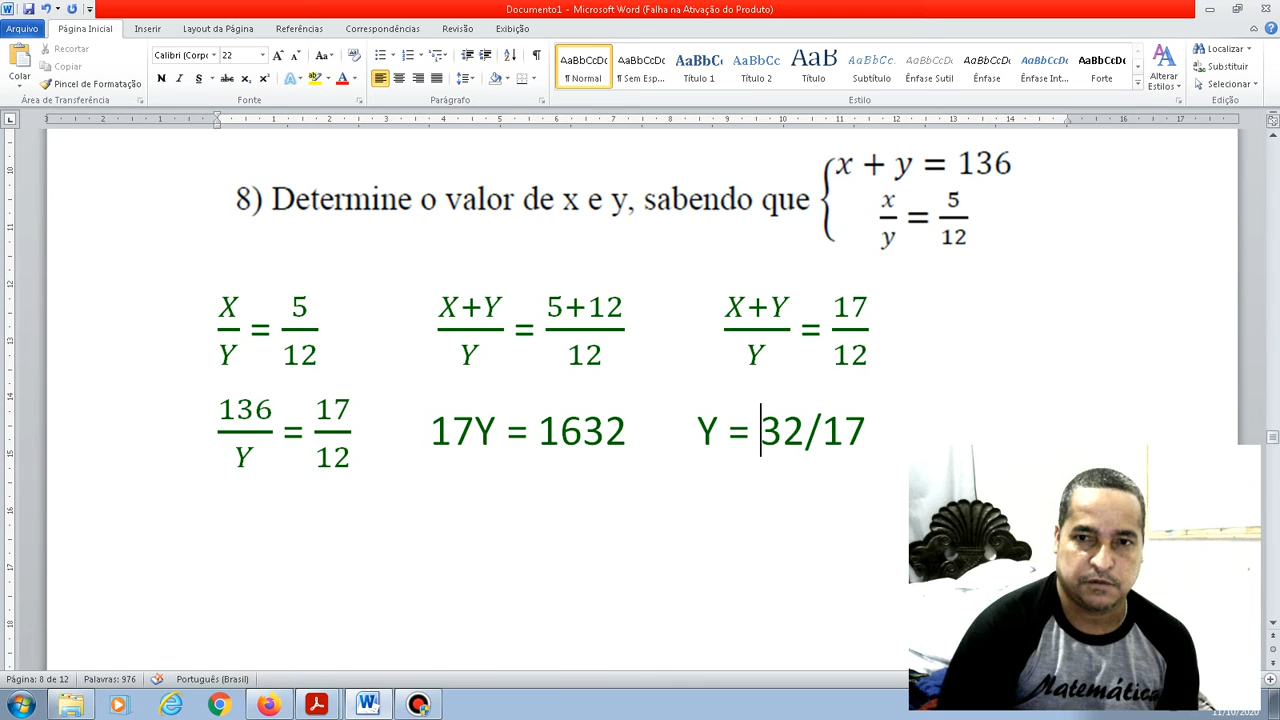 Documento1 - Microsoft Word (Falha na Ativação do Produto)
Arquivo Página Inicial Inserir Layout da Página Referências Correspondências Revisão Exibição
Colar
Recortar
Copiar
Pincel de Formatação
Área de Transferência
Calibri (Corpo 22
Fonte
Parágrafo
AaBbCcDc AaBbCcDc AaBbCc AaBbCc AaB AaBbCc. AaBbCcDc AaBbCcDc AaBbCcDc AaBbCcDc
¶ Normal ¶ Sem Esp... Título 1 Título 2 Título Subtítulo Ênfase Sutil Ênfase Ênfase Int... Forte
Alterar Estilos
Estilo
Localizar
Substituir
Selecionar
Edição
8) Determine o valor de x e y, sabendo que { x + y = 136
x/y = 5/12
X/Y = 5/12 X+Y/Y = 5+12/12 X+Y/Y = 17/12
136/Y = 17/12 17Y = 1632 Y = 32/17
Matemática
Página: 8 de 12 Palavras: 976 Português (Brasil)
11/10/2020